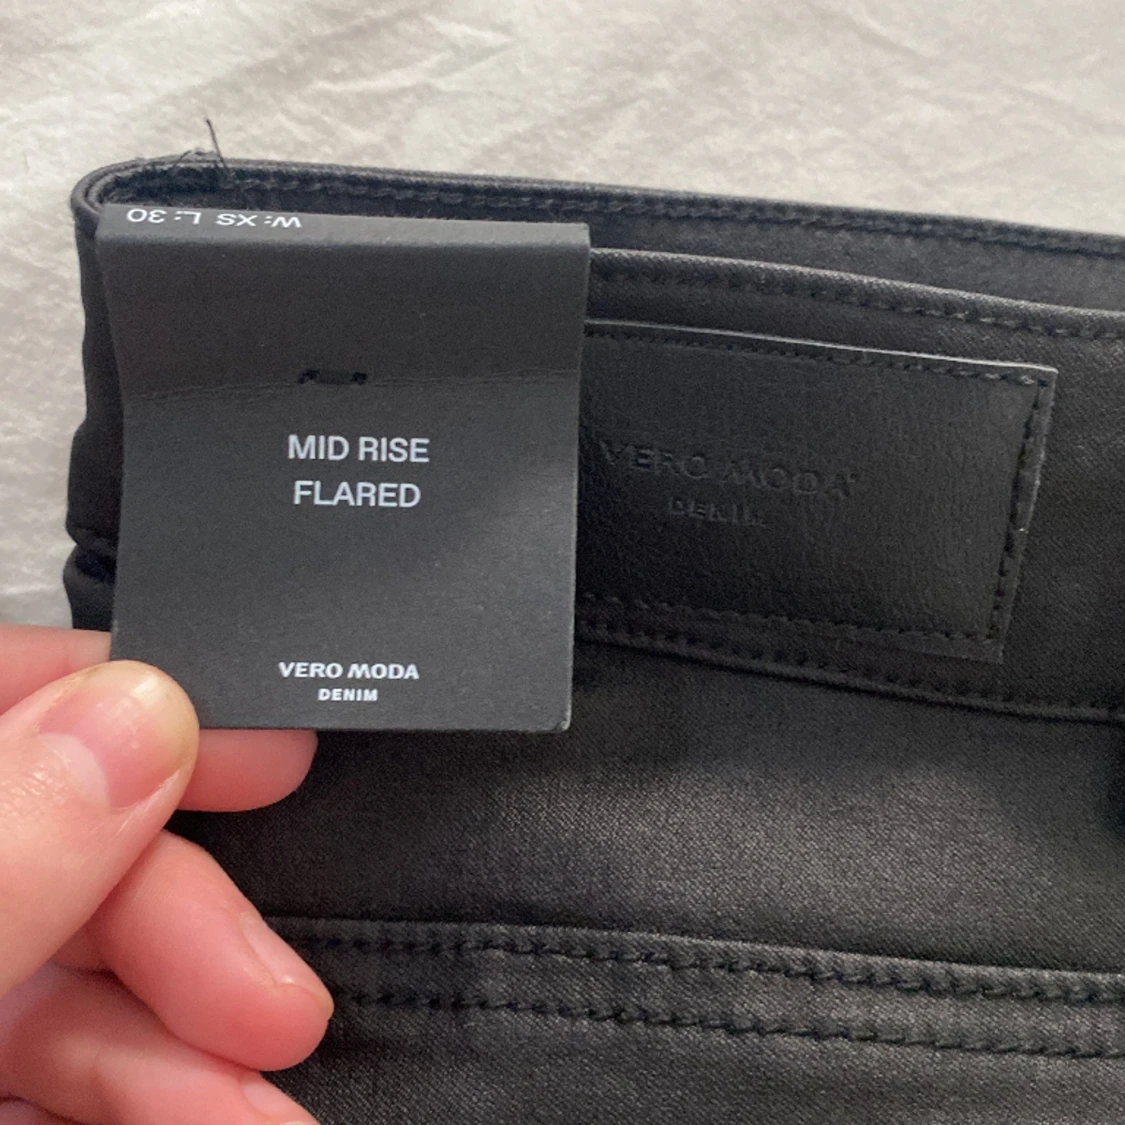 W: XS L: 30
MID RISE
FLARED
VERO MODA
DENIM
VERO MODA®
DENIM